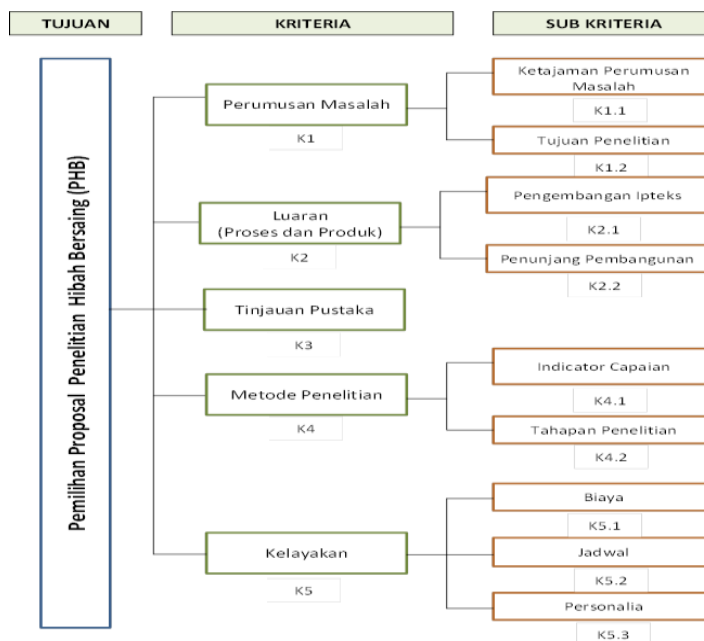 TUJUAN
KRITERIA
SUB KRITERIA
Pemilihan Proposal Penelitian Hibah Bersaing (PHB)
Perumusan Masalah
K1
Ketajaman Perumusan
Masalah
K1.1
Tujuan Penelitian
K1.2
Luaran
(Proses dan Produk)
K2
Pengembangan Ipteks
K2.1
Penunjang Pembangunan
K2.2
Tinjauan Pustaka
K3
Metode Penelitian
K4
Indicator Capaian
K4.1
Tahapan Penelitian
K4.2
Kelayakan
K5
Biaya
K5.1
Jadwal
K5.2
Personalia
K5.3